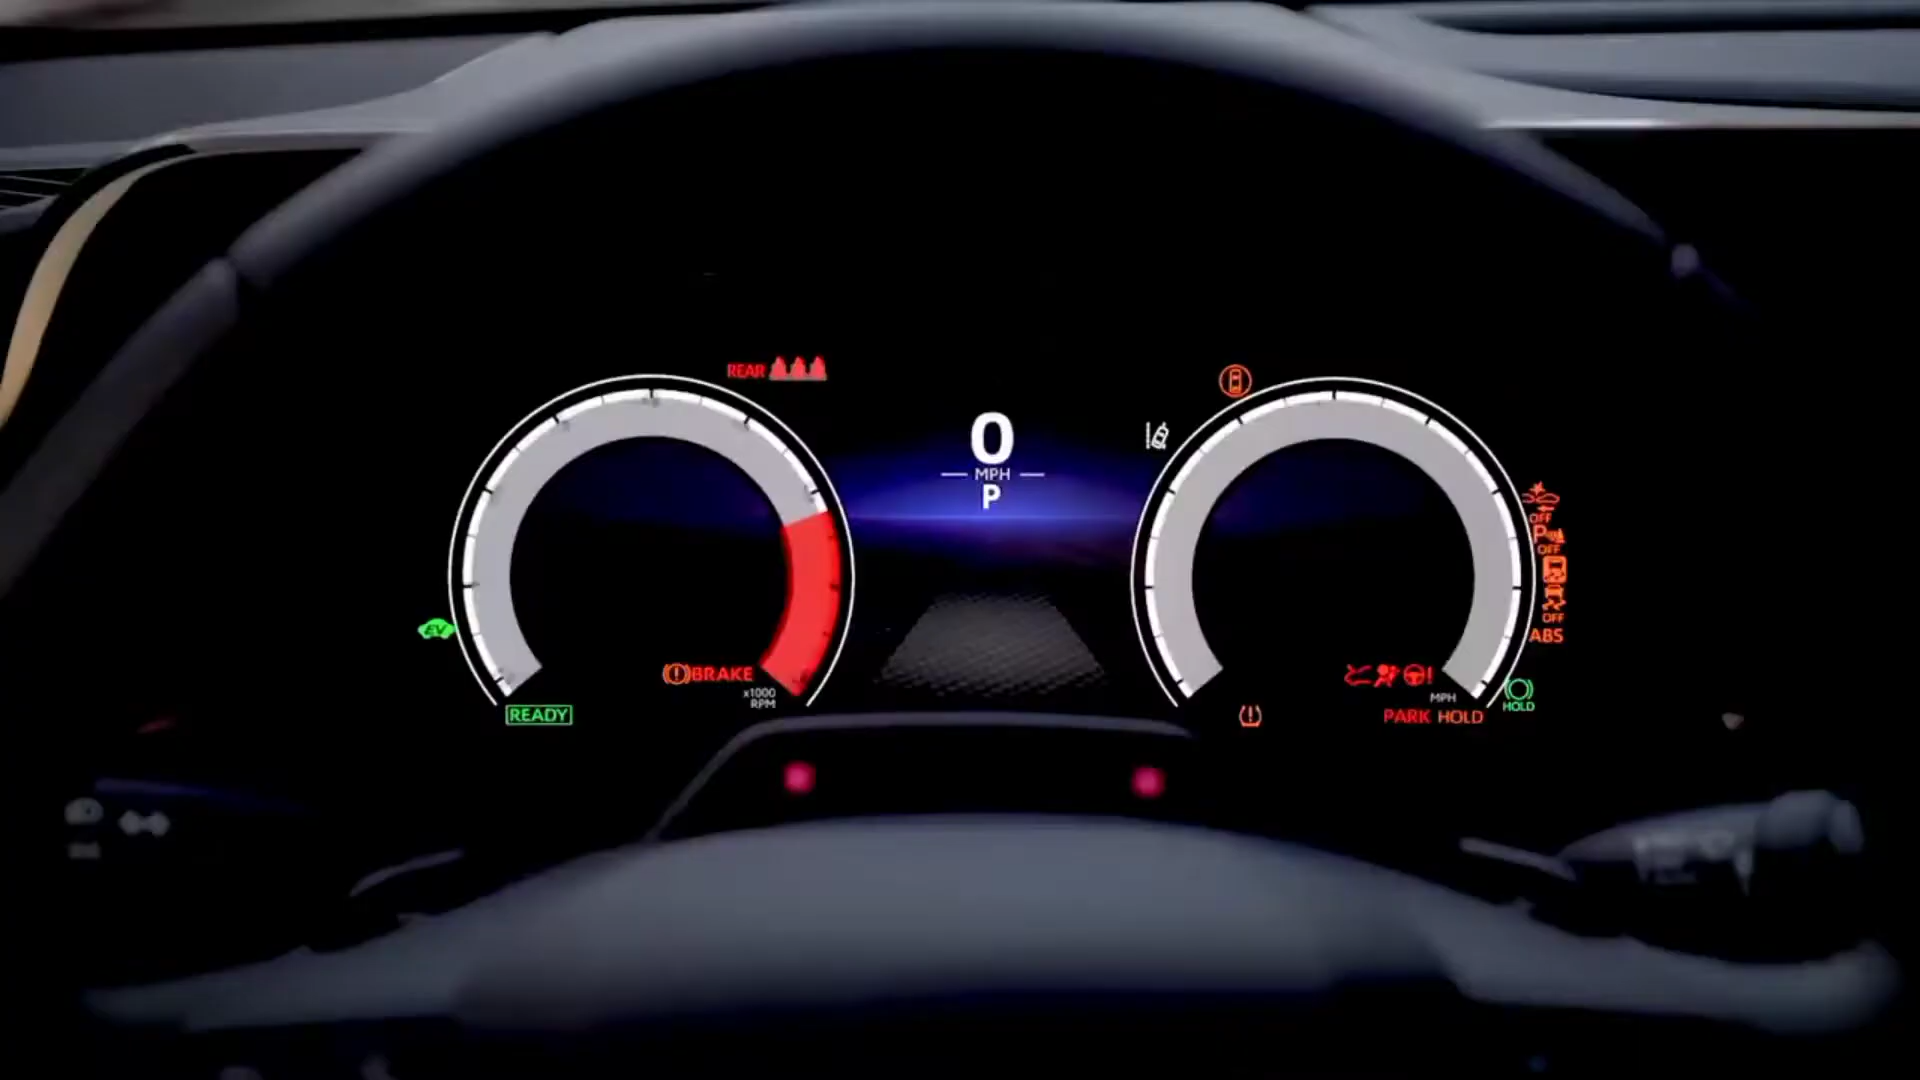 REAR
0
MPH
P
OFF
P
OFF
OFF
EV
ABS
BRAKE
x1000
RPM
MPH
HOLD
READY
PARK HOLD